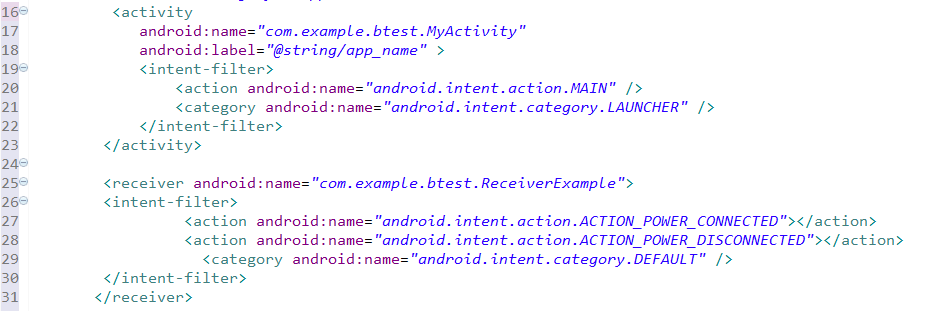 16 <activity
17 android:name="com.example.btest.MyActivity"
18 android:label="@string/app_name" >
19 <intent-filter>
20 <action android:name="android.intent.action.MAIN" />
21 <category android:name="android.intent.category.LAUNCHER" />
22 </intent-filter>
23 </activity>
24
25 <receiver android:name="com.example.btest.ReceiverExample">
26 <intent-filter>
27 <action android:name="android.intent.action.ACTION_POWER_CONNECTED"></action>
28 <action android:name="android.intent.action.ACTION_POWER_DISCONNECTED"></action>
29 <category android:name="android.intent.category.DEFAULT" />
30 </intent-filter>
31 </receiver>